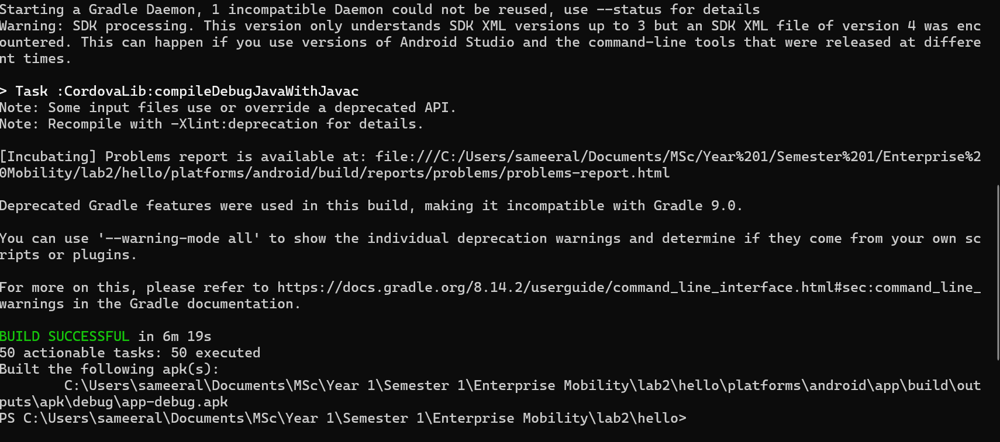 Starting a Gradle Daemon, 1 incompatible Daemon could not be reused, use --status for details
Warning: SDK processing. This version only understands SDK XML versions up to 3 but an SDK XML file of version 4 was enc
ountered. This can happen if you use versions of Android Studio and the command-line tools that were released at differe
nt times.
> Task :CordovaLib:compileDebugJavaWithJavac
Note: Some input files use or override a deprecated API.
Note: Recompile with -Xlint:deprecation for details.
[Incubating] Problems report is available at: file:///C:/Users/sameeral/Documents/MSc/Year%201/Semester%201/Enterprise%2
0Mobility/lab2/hello/platforms/android/build/reports/problems/problems-report.html
Deprecated Gradle features were used in this build, making it incompatible with Gradle 9.0.
You can use '--warning-mode all' to show the individual deprecation warnings and determine if they come from your own sc
ripts or plugins.
For more on this, please refer to https://docs.gradle.org/8.14.2/userguide/command_line_interface.html#sec:command_line_
warnings in the Gradle documentation.
BUILD SUCCESSFUL in 6m 19s
50 actionable tasks: 50 executed
Built the following apk(s):
C:\Users\sameeral\Documents\MSc\Year 1\Semester 1\Enterprise Mobility\lab2\hello\platforms\android\app\build\out
puts\apk\debug\app-debug.apk
PS C:\Users\sameeral\Documents\MSc\Year 1\Semester 1\Enterprise Mobility\lab2\hello>